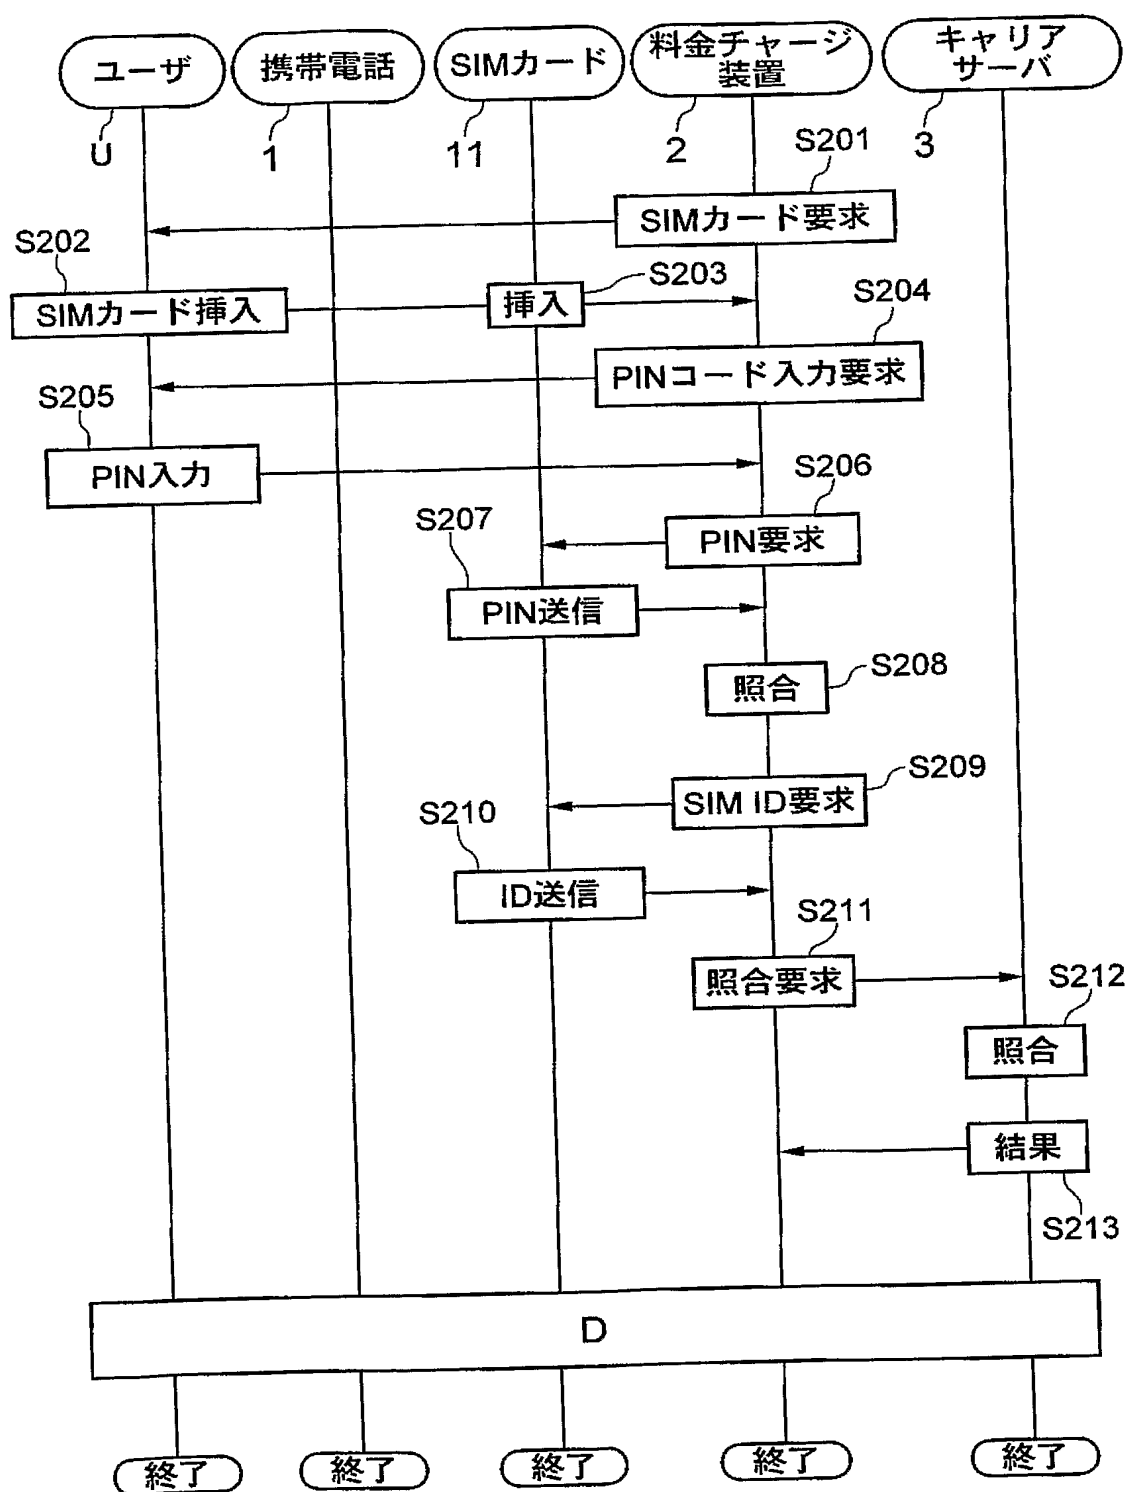 ユーザ
携帯電話
SIMカード
料金チャージ
装置
キャリア
サーバ
U
1
11
2
3
S201
SIMカード要求
S202
SIMカード挿入
S203
挿入
S204
PINコード入力要求
S205
PIN入力
S206
PIN要求
S207
PIN送信
S208
照合
S209
SIM ID要求
S210
ID送信
S211
照合要求
S212
照合
結果
S213
D
終了
終了
終了
終了
終了